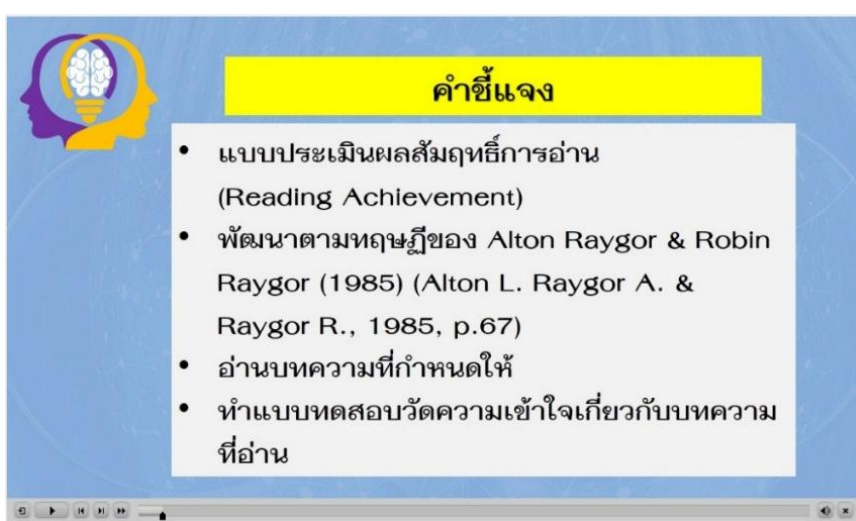 คำชี้แจง
• แบบประเมินผลสัมฤทธิ์การอ่าน
(Reading Achievement)
• พัฒนาตามทฤษฎีของ Alton Raygor & Robin
Raygor (1985) (Alton L. Raygor A. &
Raygor R., 1985, p.67)
• อ่านบทความที่กำหนดให้
• ทำแบบทดสอบวัดความเข้าใจเกี่ยวกับบทความ
ที่อ่าน